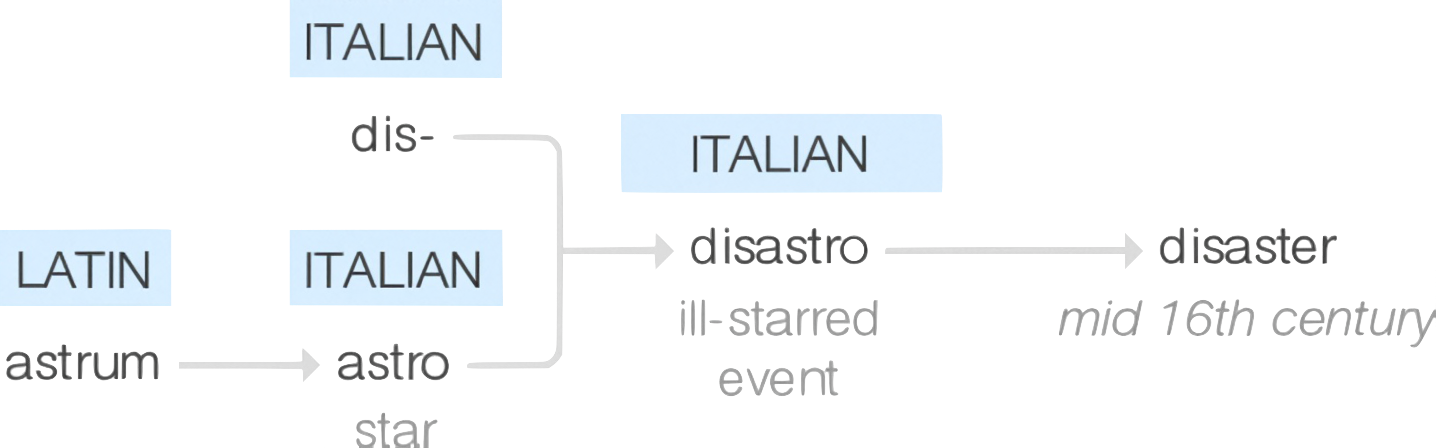 ITALIAN
dis-
ITALIAN
LATIN
ITALIAN
disastro
disaster
ill-starred
event
mid 16th century
astrum
astro
star